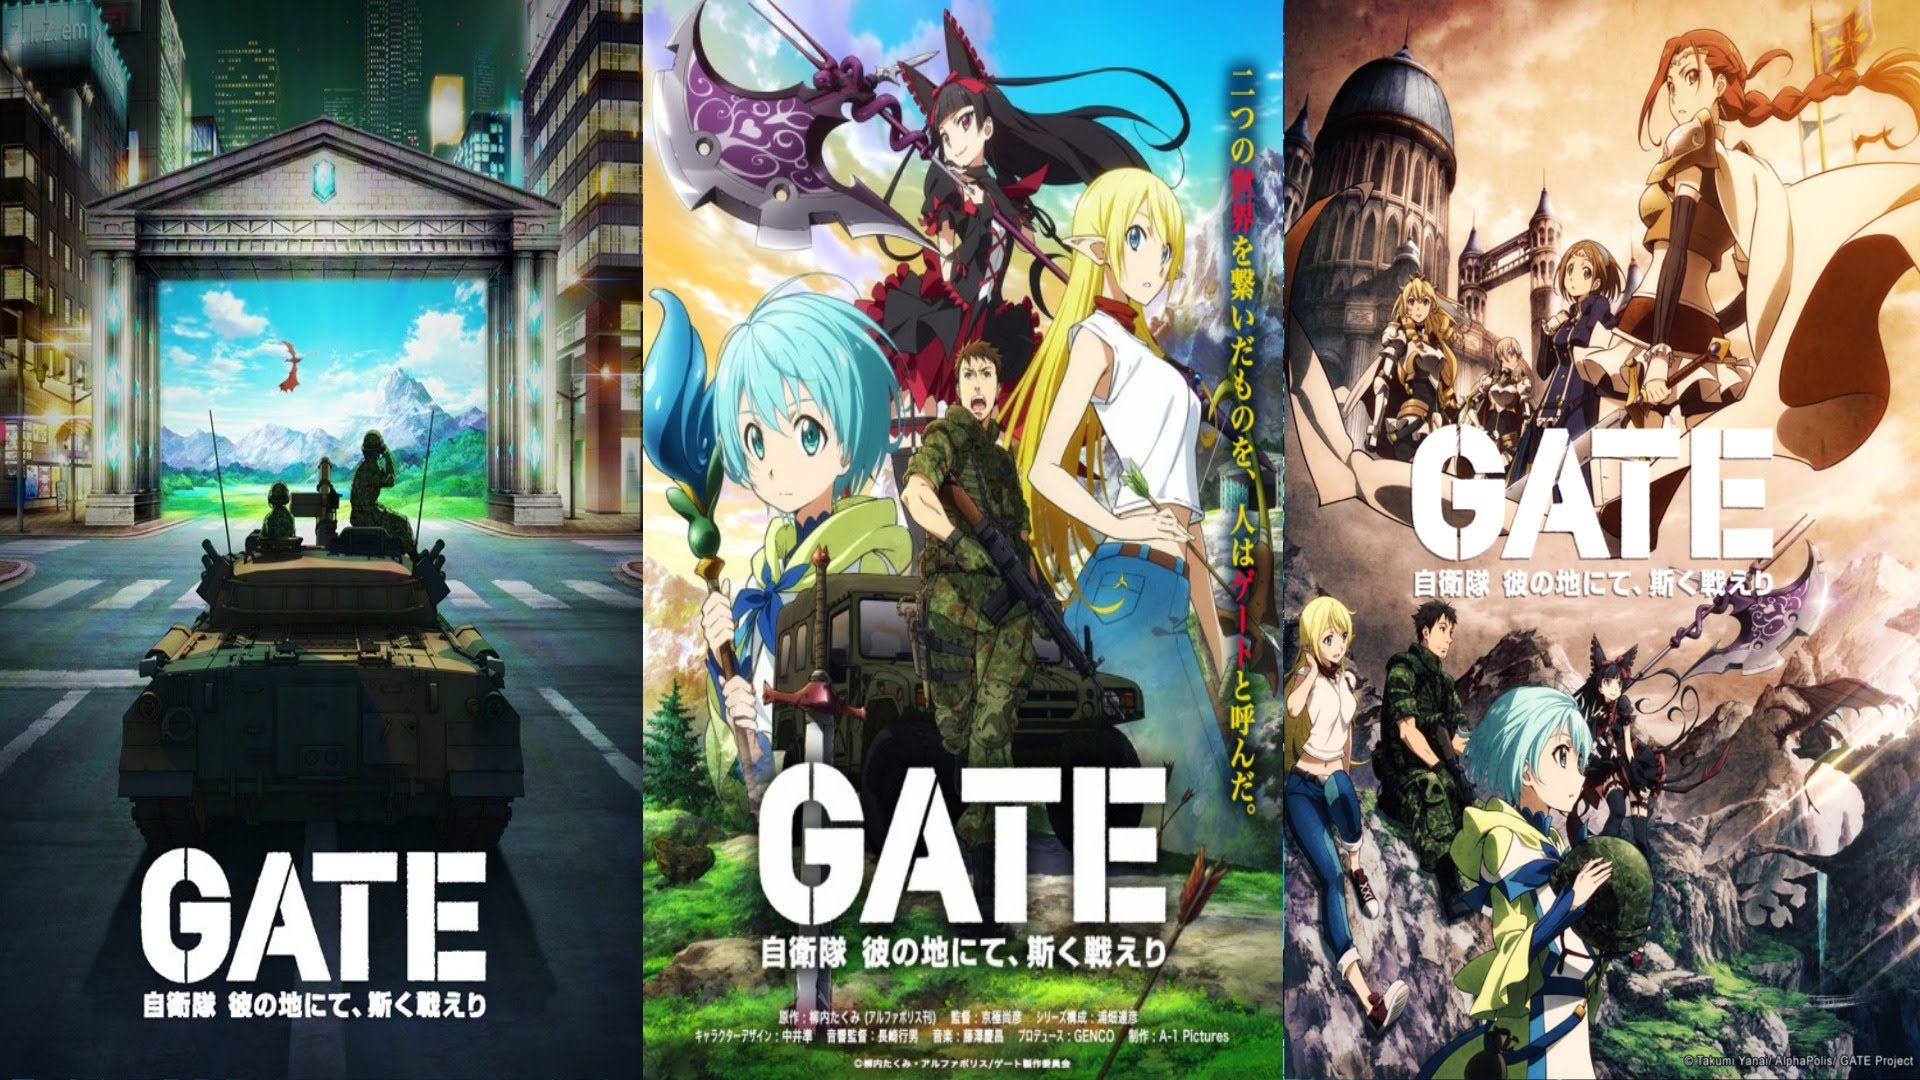 Z.I.Z.em
GATE
自衛隊 彼の地にて、斯く戦えり
二つの世界を繋いだものを、人はゲートと呼んだ。
GATE
自衛隊 彼の地にて、斯く戦えり
原作：柳内たくみ (アルファポリス刊) 監督：京極尚彦 シリーズ構成：浦畑達彦
キャラクターデザイン：中井準 音響監督：長崎行男 音楽：藤澤慶昌 プロデュース：GENCO 制作：A-1 Pictures
©柳内たくみ・アルファポリス/ゲート製作委員会
GATE
自衛隊 彼の地にて、斯く戦えり
© Takumi Yanai/ AlphaPolis/ GATE Project